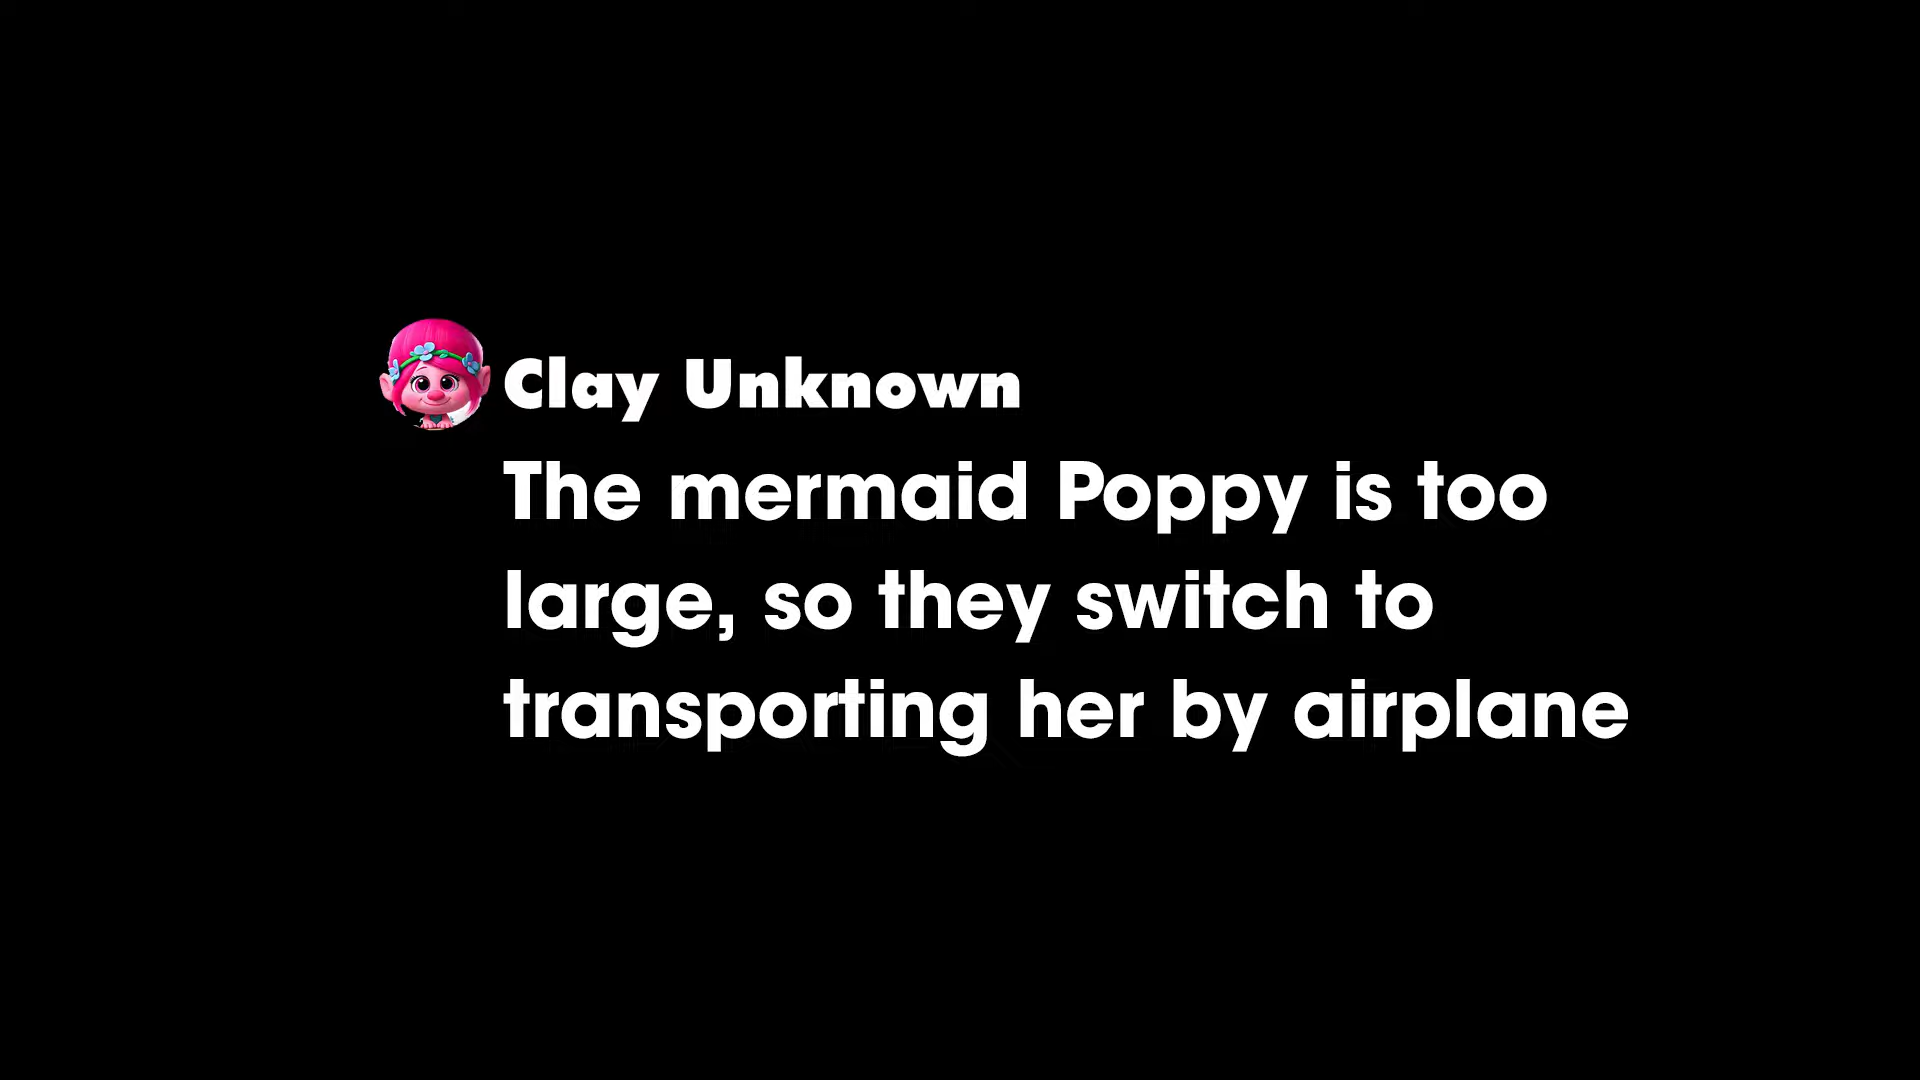 Clay Unknown
The mermaid Poppy is too
large, so they switch to
transporting her by airplane